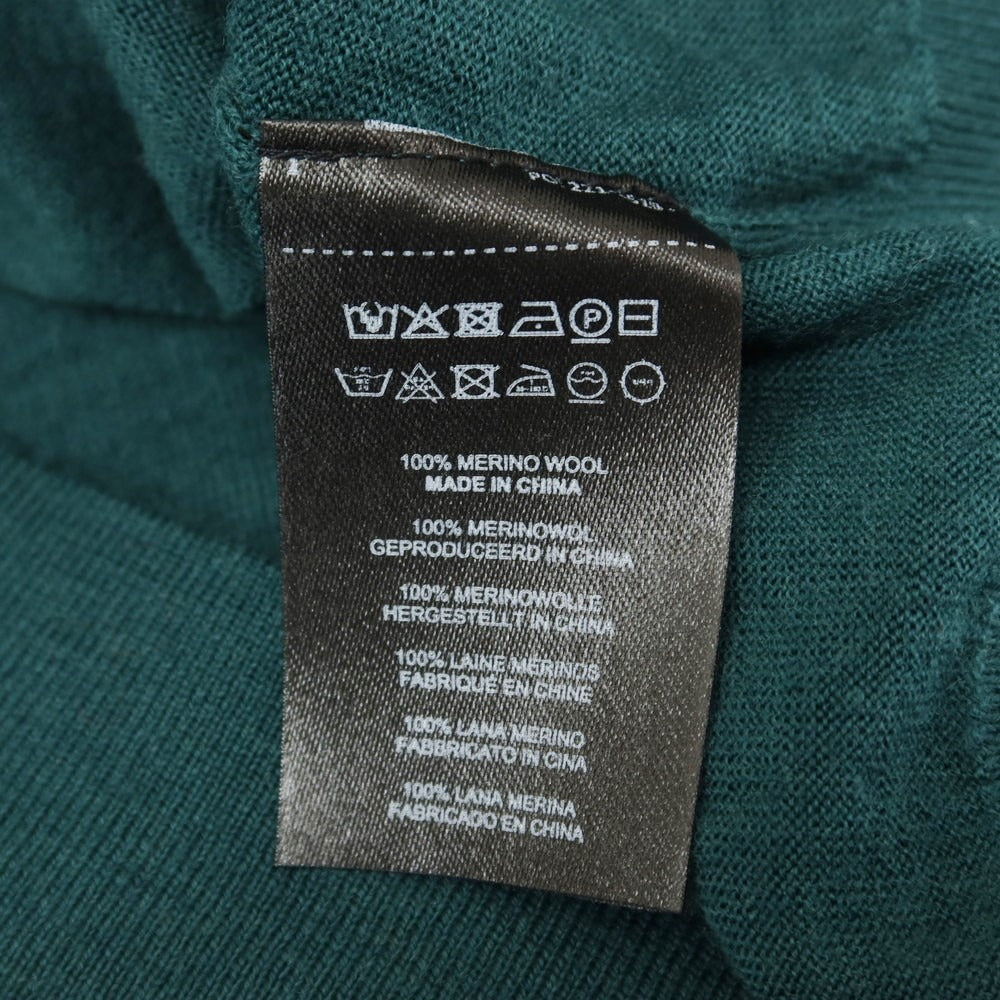 P
100% MERINO WOOL
MADE IN CHINA
100% MERINOWOL
GEPRODUCEERD IN CHINA
100% MERINOWOLLE
HERGESTELLT IN CHINA
100% LAINE MERINOS
FABRIQUE EN CHINE
100% LANA MERINO
FABBRICATO IN CINA
100% LANA MERINA
FABRICADO EN CHINA